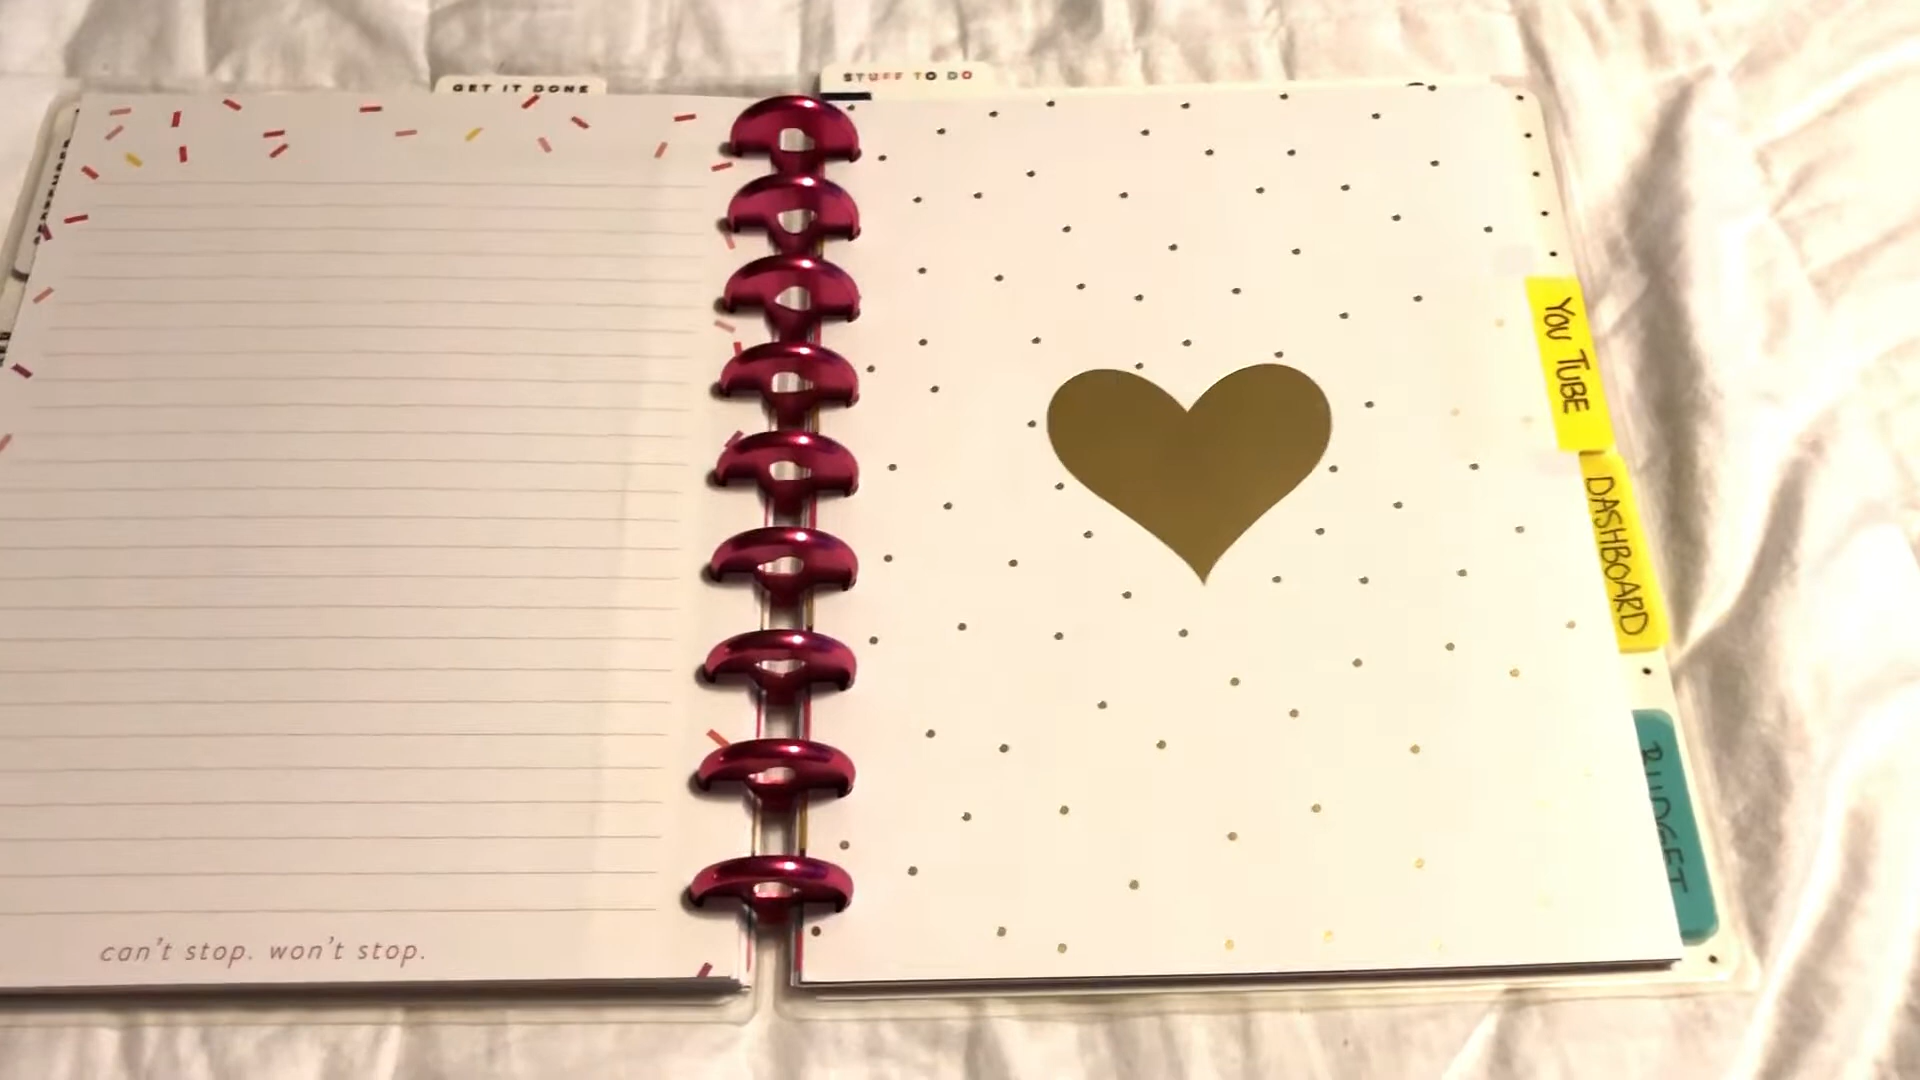 GET IT DONE
STUFF TO DO
YOU TUBE
DASHBOARD
BUDGET
can't stop. won't stop.